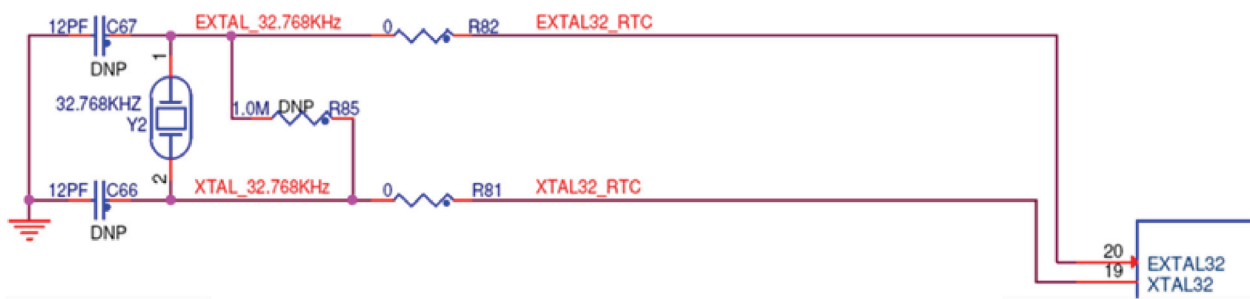 12PF C67 EXTAL_32.768KHz 0 R82 EXTAL32_RTC
DNP
1
32.768KHZ
Y2
1.0M DNP R85
2
12PF C66 XTAL_32.768KHz 0 R81 XTAL32_RTC
DNP
20 EXTAL32
19 XTAL32